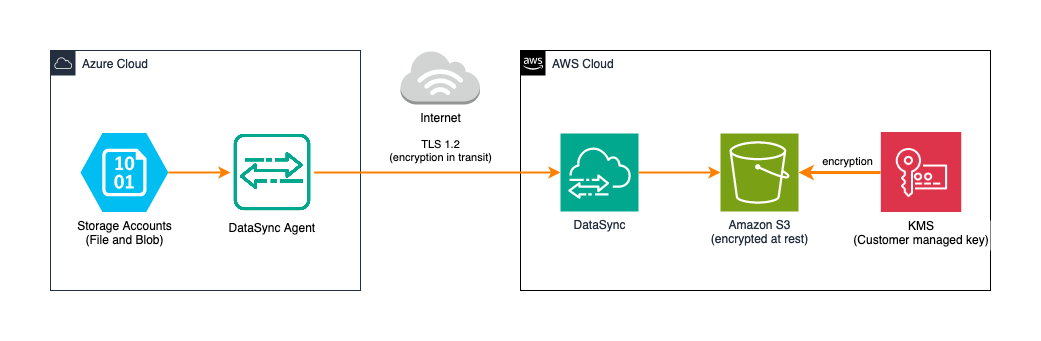 Azure Cloud
aws
AWS Cloud
Internet
TLS 1.2
(encryption in transit)
10
01
encryption
Storage Accounts
(File and Blob)
DataSync Agent
DataSync
Amazon S3
(encrypted at rest)
KMS
(Customer managed key)